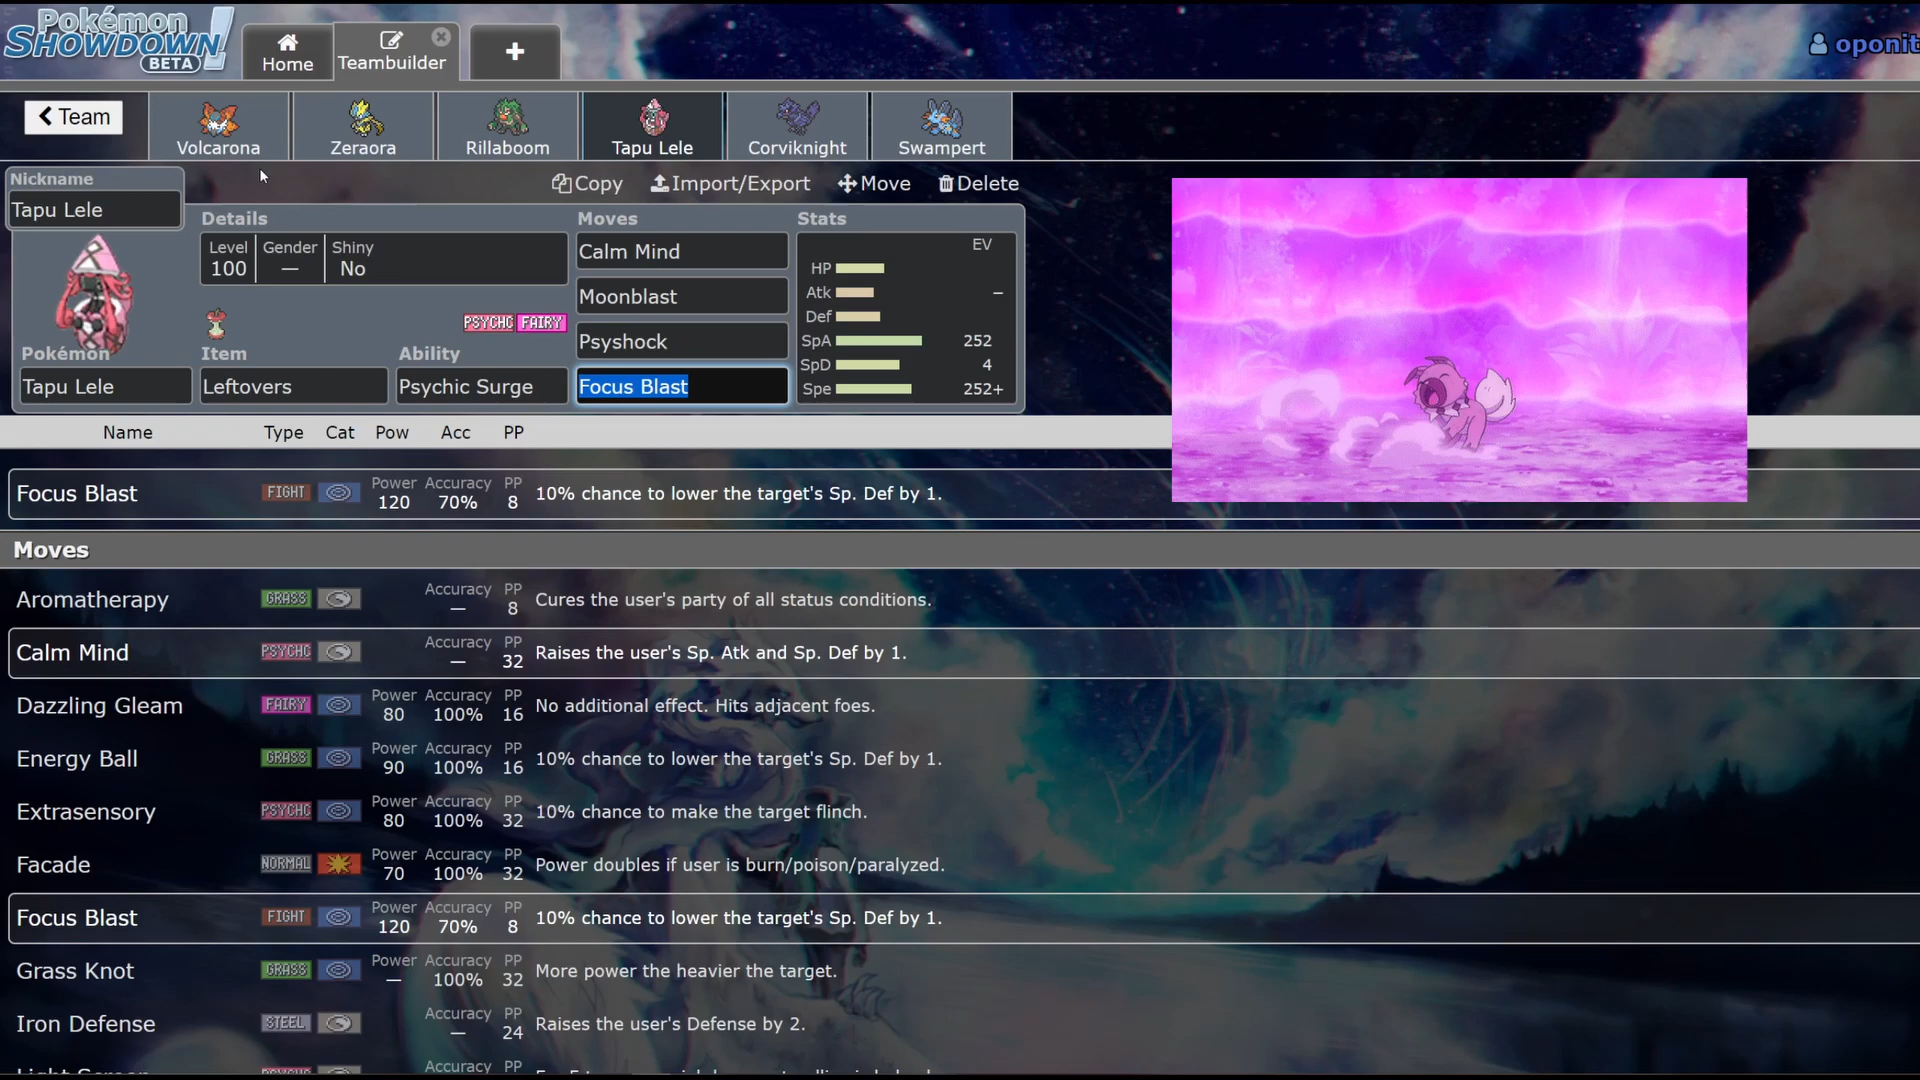 Pokémon
SHOWDOWN!
BETA
Home
Teambuilder
+
oponit
Team
Volcarona
Zeraora
Rillaboom
Tapu Lele
Corviknight
Swampert
Copy
Import/Export
Move
Delete
Nickname
Tapu Lele
Details
Level
100
Gender
—
Shiny
No
PSYCHC
FAIRY
Pokémon
Tapu Lele
Item
Leftovers
Ability
Psychic Surge
Moves
Calm Mind
Moonblast
Psyshock
Focus Blast
Stats
EV
HP
Atk –
Def
SpA 252
SpD 4
Spe 252+
Name Type Cat Pow Acc PP
Power Accuracy PP
Focus Blast FIGHT 120 70% 8 10% chance to lower the target's Sp. Def by 1.
Moves
Accuracy PP
Aromatherapy GRASS — 8 Cures the user's party of all status conditions.
Accuracy PP
Calm Mind PSYCHC — 32 Raises the user's Sp. Atk and Sp. Def by 1.
Power Accuracy PP
Dazzling Gleam FAIRY 80 100% 16 No additional effect. Hits adjacent foes.
Power Accuracy PP
Energy Ball GRASS 90 100% 16 10% chance to lower the target's Sp. Def by 1.
Power Accuracy PP
Extrasensory PSYCHC 80 100% 32 10% chance to make the target flinch.
Power Accuracy PP
Facade NORMAL 70 100% 32 Power doubles if user is burn/poison/paralyzed.
Power Accuracy PP
Focus Blast FIGHT 120 70% 8 10% chance to lower the target's Sp. Def by 1.
Power Accuracy PP
Grass Knot GRASS — 100% 32 More power the heavier the target.
Accuracy PP
Iron Defense STEEL — 24 Raises the user's Defense by 2.
Accuracy PP